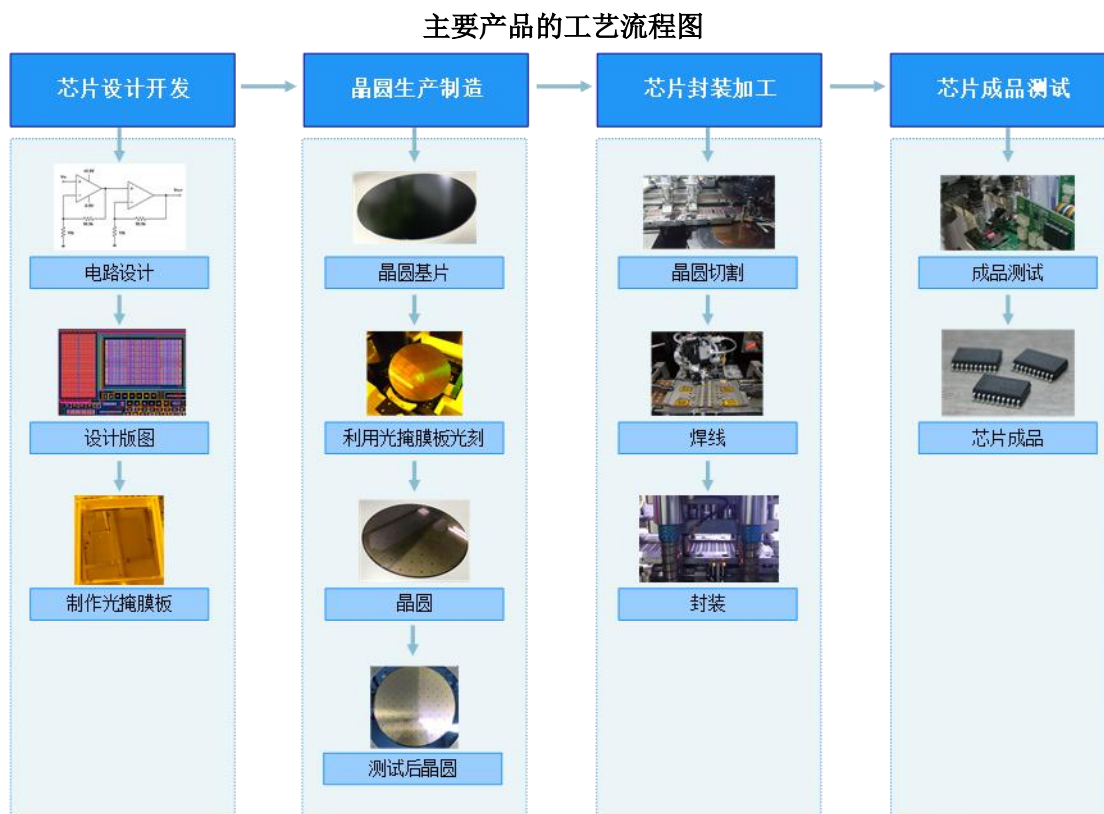 主要产品的工艺流程图
芯片设计开发
晶圆生产制造
芯片封装加工
芯片成品测试
电路设计
设计版图
制作光掩膜板
晶圆基片
利用光掩膜板光刻
晶圆
测试后晶圆
晶圆切割
焊线
封装
成品测试
芯片成品